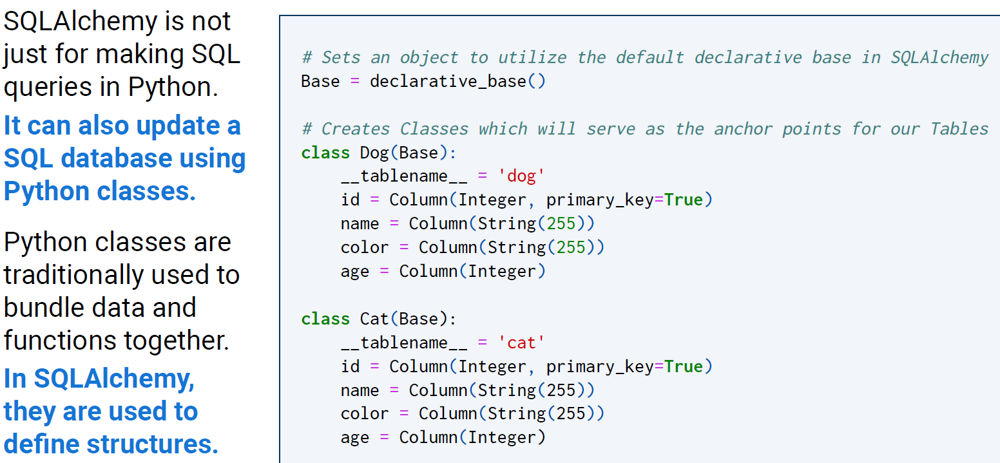 SQLAlchemy is not
just for making SQL
queries in Python.
It can also update a
SQL database using
Python classes.
Python classes are
traditionally used to
bundle data and
functions together.
In SQLAlchemy,
they are used to
define structures.
# Sets an object to utilize the default declarative base in SQLAlchemy
Base = declarative_base()
# Creates Classes which will serve as the anchor points for our Tables
class Dog(Base):
    __tablename__ = 'dog'
    id = Column(Integer, primary_key=True)
    name = Column(String(255))
    color = Column(String(255))
    age = Column(Integer)
class Cat(Base):
    __tablename__ = 'cat'
    id = Column(Integer, primary_key=True)
    name = Column(String(255))
    color = Column(String(255))
    age = Column(Integer)